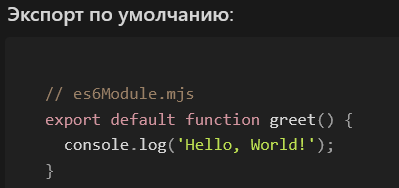 Экспорт по умолчанию:
// es6Module.mjs
export default function greet() {
  console.log('Hello, World!');
}